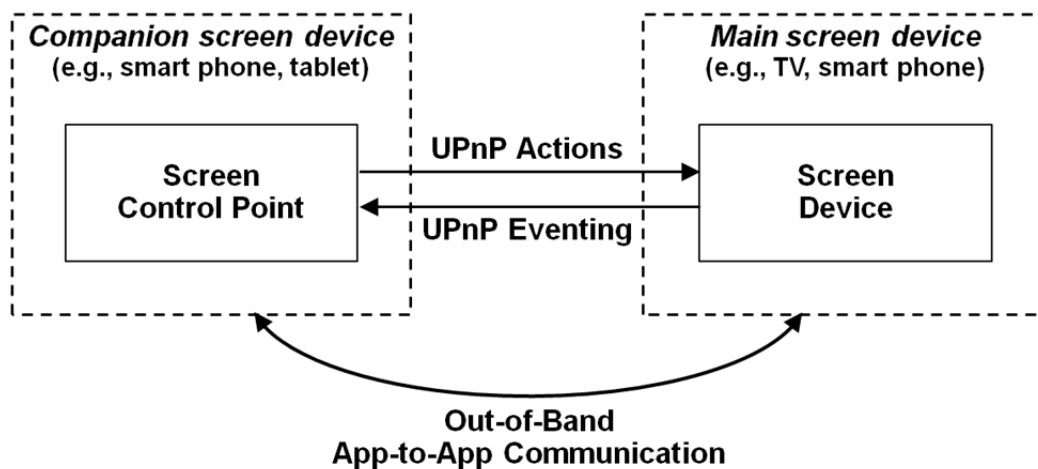 Companion screen device
(e.g., smart phone, tablet)
Main screen device
(e.g., TV, smart phone)
Screen
Control Point
UPnP Actions
UPnP Eventing
Screen
Device
Out-of-Band
App-to-App Communication